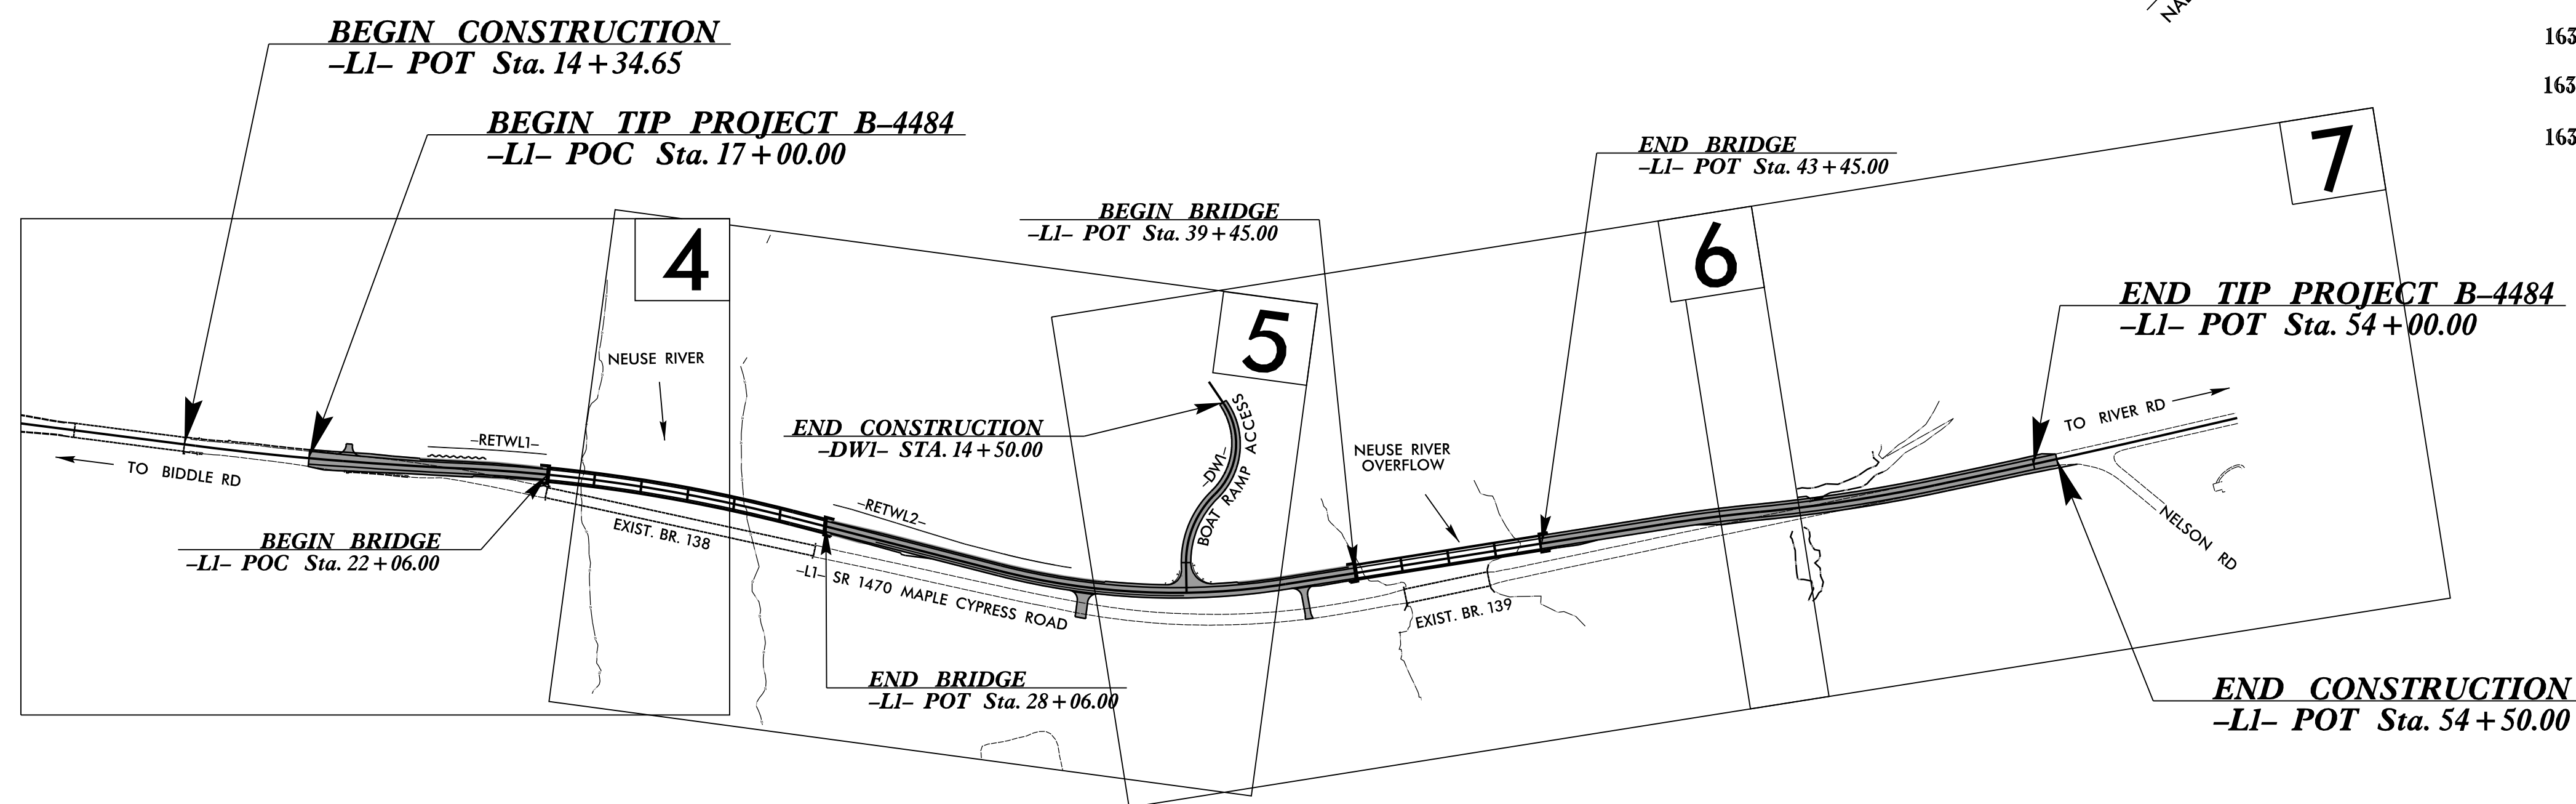 BEGIN CONSTRUCTION
–L1– POT Sta. 14+34.65
BEGIN TIP PROJECT B–4484
–L1– POC Sta. 17+00.00
163
163
163
END BRIDGE
–L1– POT Sta. 43+45.00
BEGIN BRIDGE
–L1– POT Sta. 39+45.00
4
5
6
7
END TIP PROJECT B–4484
–L1– POT Sta. 54+00.00
NEUSE RIVER
END CONSTRUCTION
–DW1– STA. 14+50.00
–DW1–
BOAT RAMP ACCESS
NEUSE RIVER
OVERFLOW
TO RIVER RD
–RETWL1–
TO BIDDLE RD
–RETWL2–
EXIST. BR. 138
BEGIN BRIDGE
–L1– POC Sta. 22+06.00
–L1– SR 1470 MAPLE CYPRESS ROAD
EXIST. BR. 139
NELSON RD
END BRIDGE
–L1– POT Sta. 28+06.00
END CONSTRUCTION
–L1– POT Sta. 54+50.00